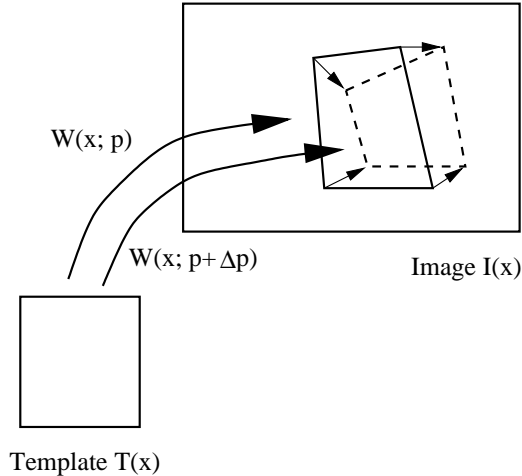 W(x; p)
W(x; p+ Δp)
Image I(x)
Template T(x)